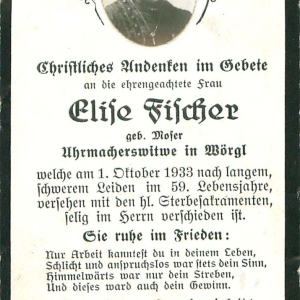 Christliches Andenken im Gebete
an die ehrengeachtete Frau
Elise Fischer
geb. Moser
Uhrmacherswitwe in Wörgl
welche am 1. Oktober 1933 nach langem,
schwerem Leiden im 59. Lebensjahre,
versehen mit den hl. Sterbesakramenten,
selig im Herrn verschieden ist.
Sie ruhe im Frieden:
Nur Arbeit kanntest du in deinem Leben,
Schlicht und anspruchslos war stets dein Sinn,
Himmelwärts war nur dein Streben,
Und dieses ward auch dein Gewinn.